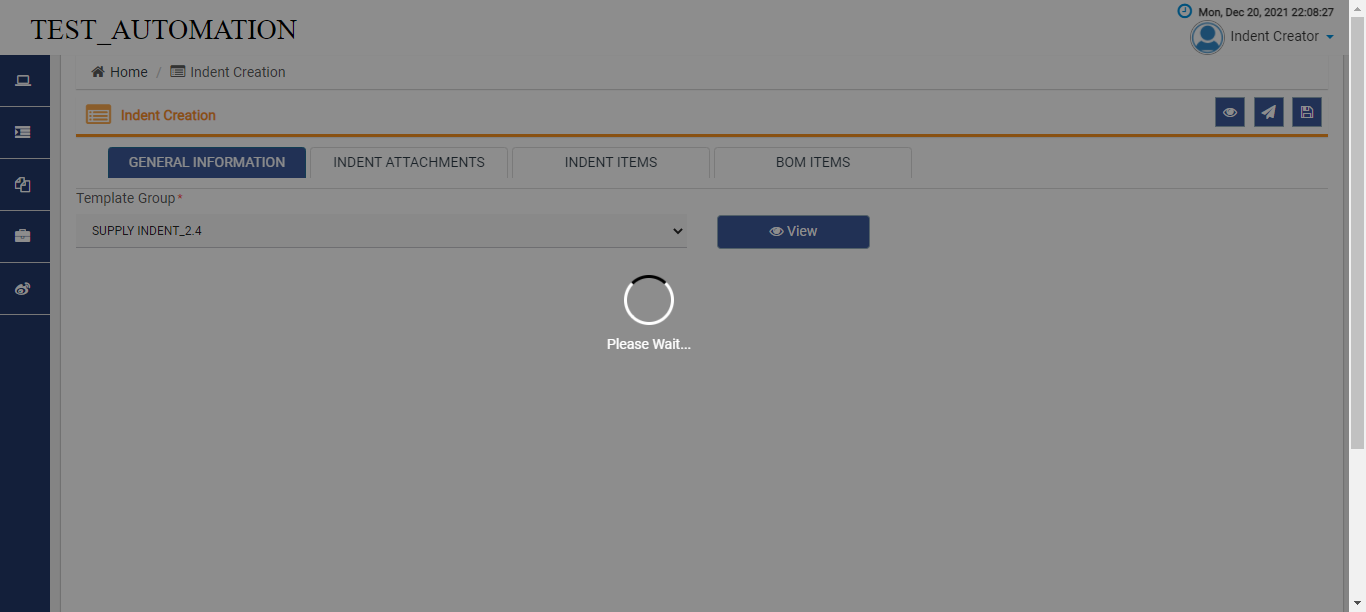 TEST_AUTOMATION
Mon, Dec 20, 2021 22:08:27
Indent Creator
Home / Indent Creation
Indent Creation
GENERAL INFORMATION
INDENT ATTACHMENTS
INDENT ITEMS
BOM ITEMS
Template Group*
SUPPLY INDENT_2.4
View
Please Wait...